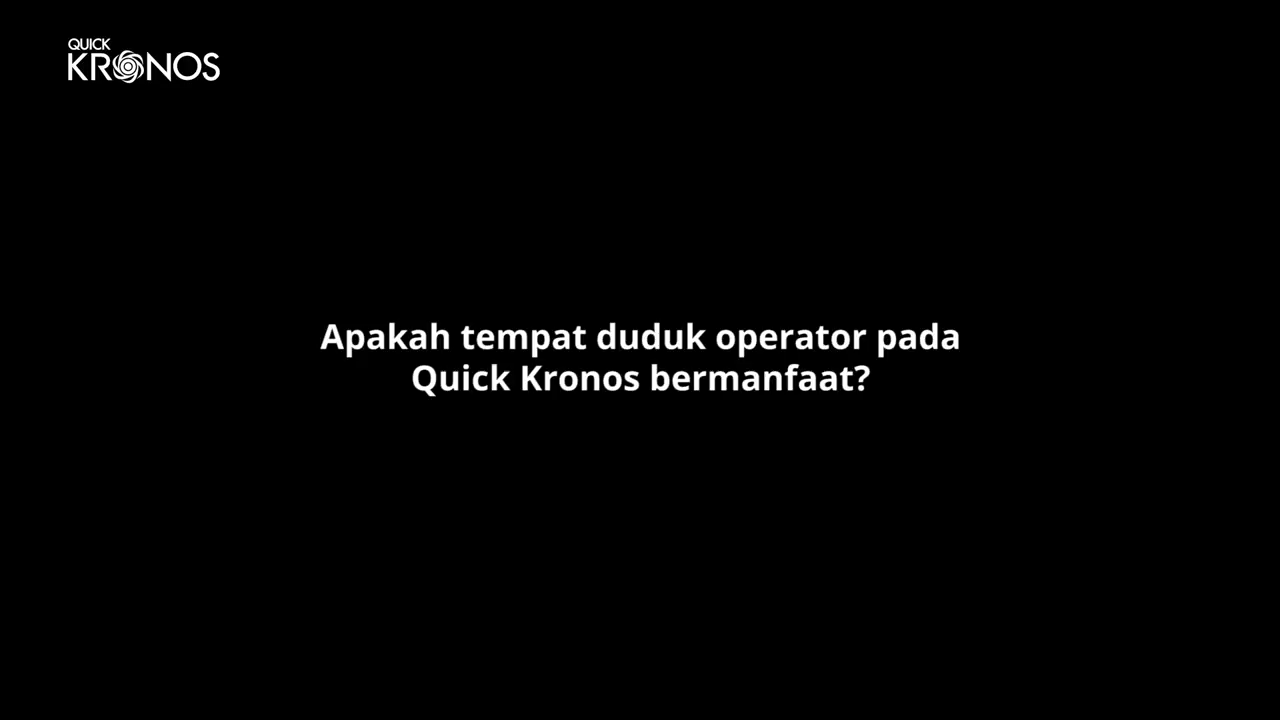 QUICK
KRONOS
Apakah tempat duduk operator pada
Quick Kronos bermanfaat?